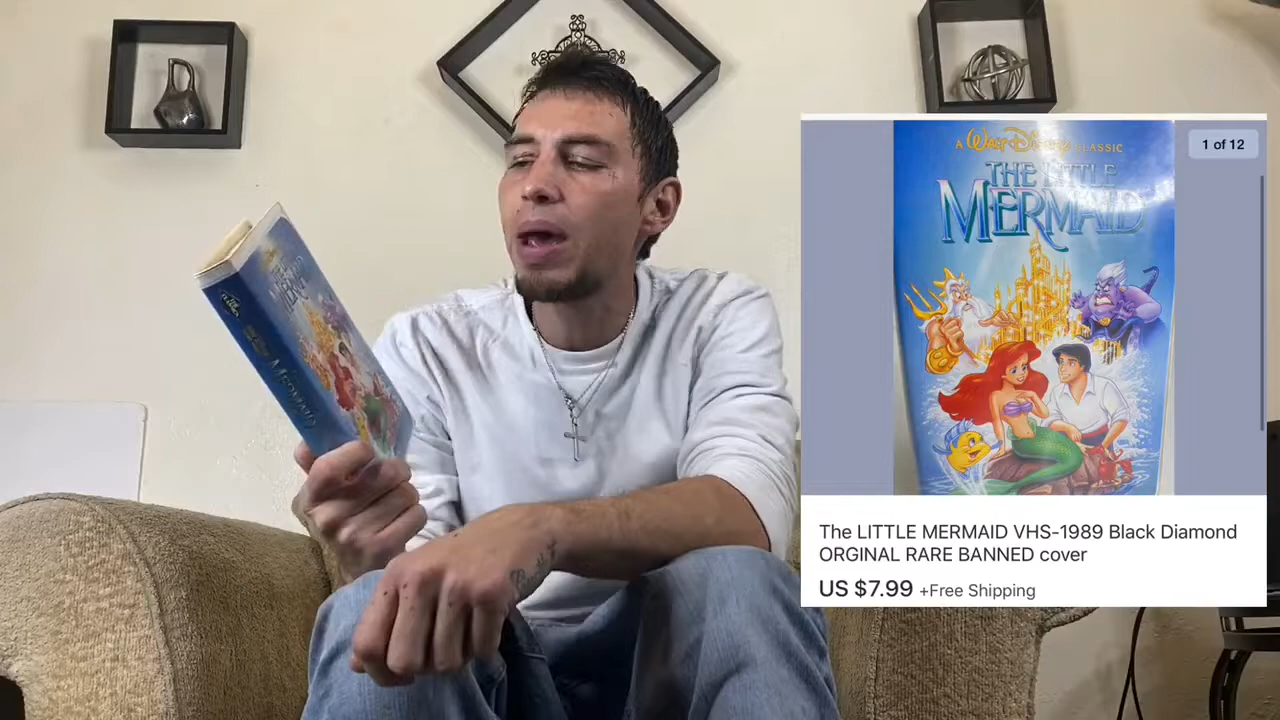 A WALT DISNEY CLASSIC
1 of 12
THE LITTLE
MERMAID
MERMAID
The LITTLE MERMAID VHS-1989 Black Diamond
ORGINAL RARE BANNED cover
US $7.99 +Free Shipping